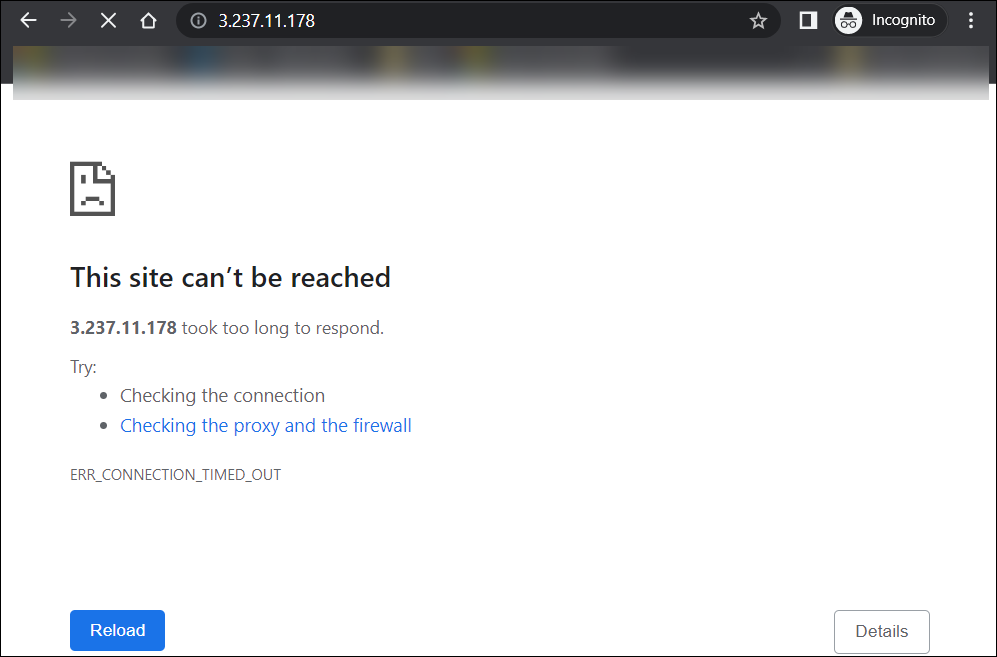 3.237.11.178
Incognito
This site can’t be reached
3.237.11.178 took too long to respond.
Try:
Checking the connection
Checking the proxy and the firewall
ERR_CONNECTION_TIMED_OUT
Reload
Details